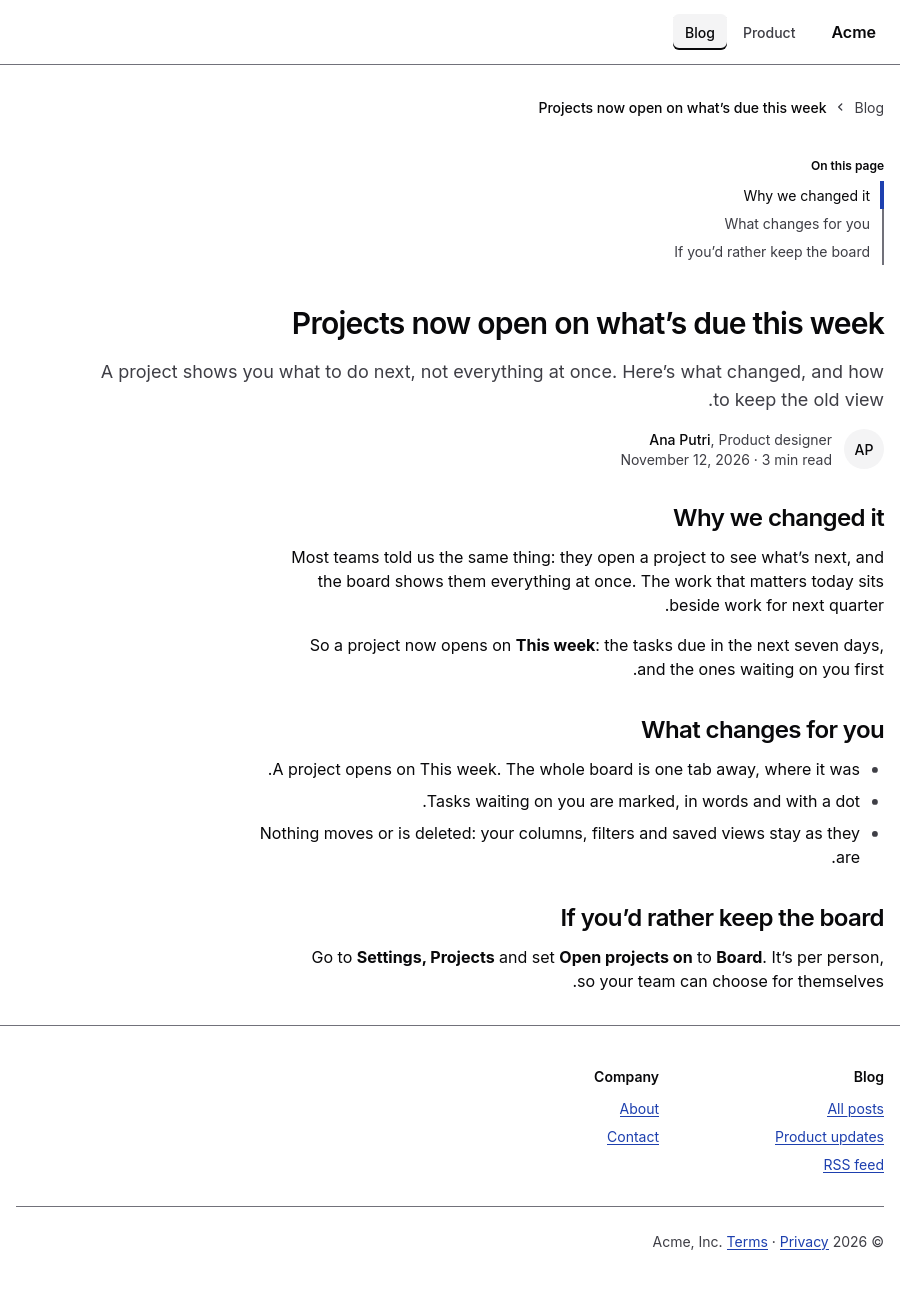 Acme
Product
Blog
Blog ‹ Projects now open on what’s due this week
On this page
Why we changed it
What changes for you
If you’d rather keep the board
Projects now open on what’s due this week
A project shows you what to do next, not everything at once. Here’s what changed, and how
to keep the old view.
AP
Ana Putri, Product designer
November 12, 2026 · 3 min read
Why we changed it
Most teams told us the same thing: they open a project to see what’s next, and
the board shows them everything at once. The work that matters today sits
beside work for next quarter.
So a project now opens on This week: the tasks due in the next seven days,
and the ones waiting on you first.
What changes for you
• A project opens on This week. The whole board is one tab away, where it was.
• Tasks waiting on you are marked, in words and with a dot.
• Nothing moves or is deleted: your columns, filters and saved views stay as they
are.
If you’d rather keep the board
Go to Settings, Projects and set Open projects on to Board. It’s per person,
so your team can choose for themselves.
Blog
All posts
Product updates
RSS feed
Company
About
Contact
© 2026 Acme, Inc. Terms · Privacy